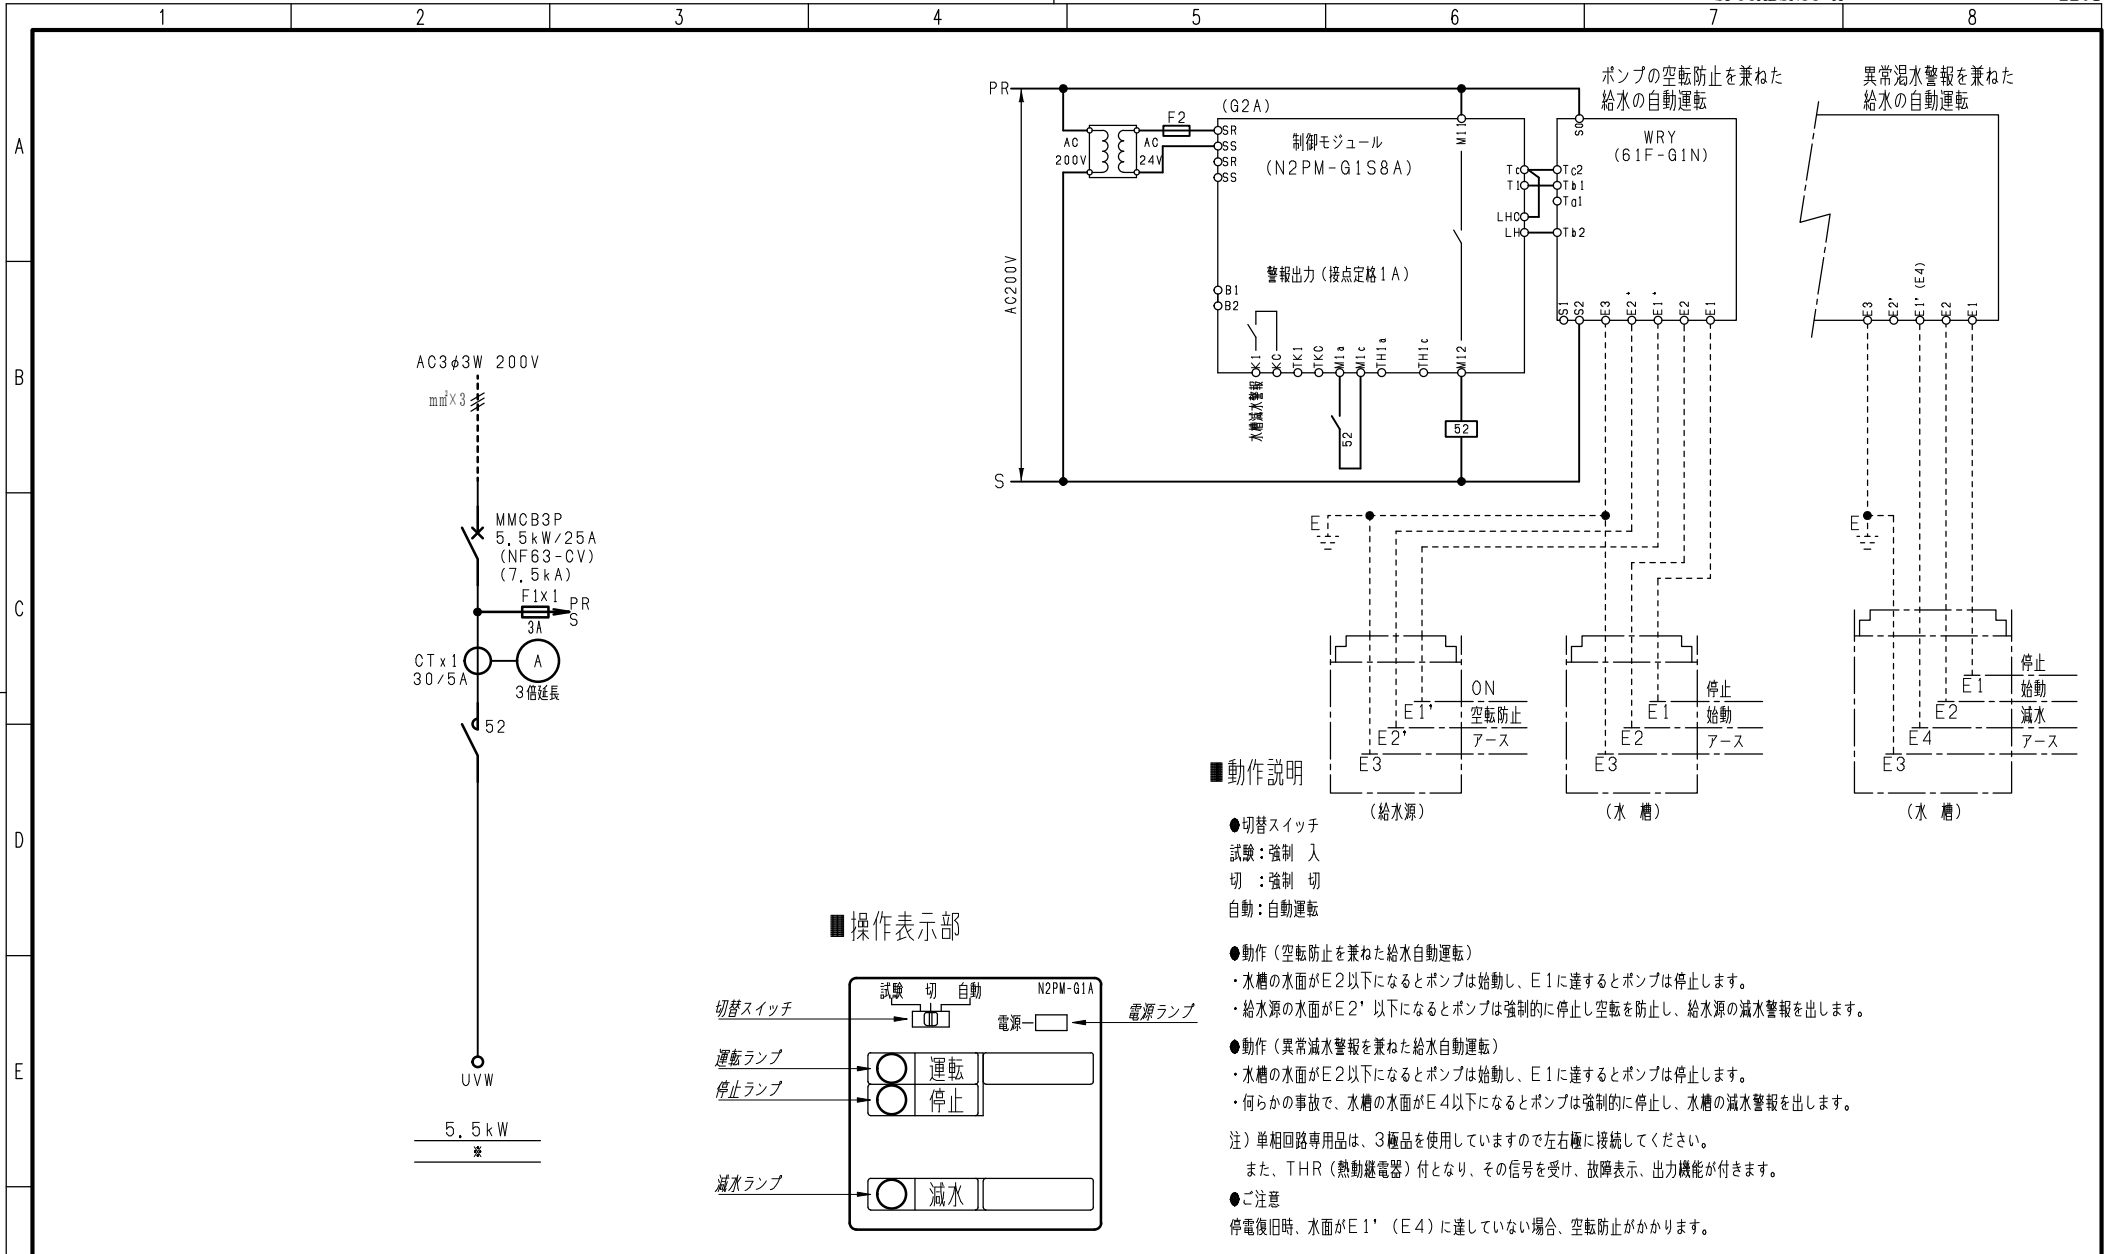 1 2 3 4 5 6 7 8
A
B
C
D
E
AC3φ3W 200V
mm²×3
MMCB3P
5.5kW/25A
(NF63-CV)
(7.5kA)
F1x1
PR
S
3A
CTx1
30/5A
A
3倍延長
52
UVW
5.5kW
※
PR
S
AC200V
AC
200V
AC
24V
F2
(G2A)
SR
SS
SR
SS
制御モジュール
(N2PM-G1S8A)
M11
Tc
T1
LHC
LH
警報出力(接点定格1A)
B1
B2
K1
KC
TK1
TKC
M1a
M1c
TH1a
TH1c
M12
水槽減水警報
52
52
ポンプの空転防止を兼ねた
給水の自動運転
S0
WRY
(61F-G1N)
Tc2
Tb1
Ta1
Tb2
S1
S2
E3
E2'
E1'
E2
E1
異常渇水警報を兼ねた
給水の自動運転
E3
E2'
E1'(E4)
E2
E1
E
E
ON
空転防止
アース
E1'
E2'
E3
(給水源)
停止
始動
アース
E1
E2
E3
(水 槽)
停止
始動
減水
アース
E1
E2
E4
E3
(水 槽)
■動作説明
●切替スイッチ
試験:強制 入
切 :強制 切
自動:自動運転
●動作(空転防止を兼ねた給水自動運転)
・水槽の水面がE2以下になるとポンプは始動し、E1に達するとポンプは停止します。
・給水源の水面がE2'以下になるとポンプは強制的に停止し空転を防止し、給水源の減水警報を出します。
●動作(異常減水警報を兼ねた給水自動運転)
・水槽の水面がE2以下になるとポンプは始動し、E1に達するとポンプは停止します。
・何らかの事故で、水槽の水面がE4以下になるとポンプは強制的に停止し、水槽の減水警報を出します。
注)単相回路専用品は、3極品を使用していますので左右極に接続してください。
また、THR(熱動継電器)付となり、その信号を受け、故障表示、出力機能が付きます。
●ご注意
停電復旧時、水面がE1'(E4)に達していない場合、空転防止がかかります。
■操作表示部
試験 切 自動
N2PM-G1A
切替スイッチ
電源
電源ランプ
運転ランプ
運転
停止ランプ
停止
減水ランプ
減水